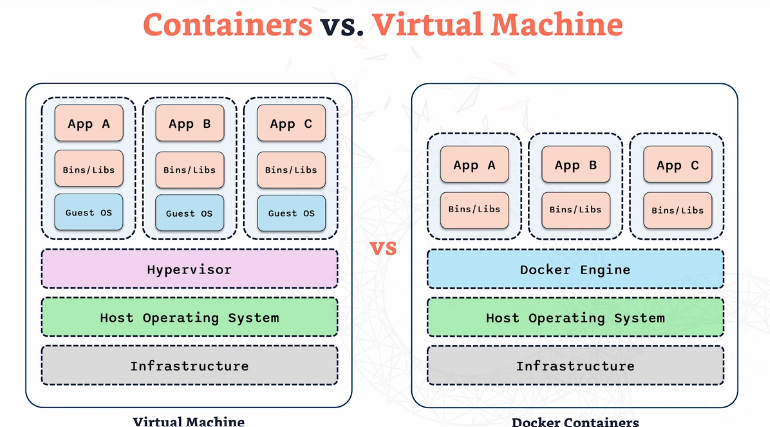 Containers vs. Virtual Machine
App A
App B
App C
Bins/Libs
Bins/Libs
Bins/Libs
Guest OS
Guest OS
Guest OS
Hypervisor
Host Operating System
Infrastructure
Virtual Machine
vs
App A
App B
App C
Bins/Libs
Bins/Libs
Bins/Libs
Docker Engine
Host Operating System
Infrastructure
Docker Containers